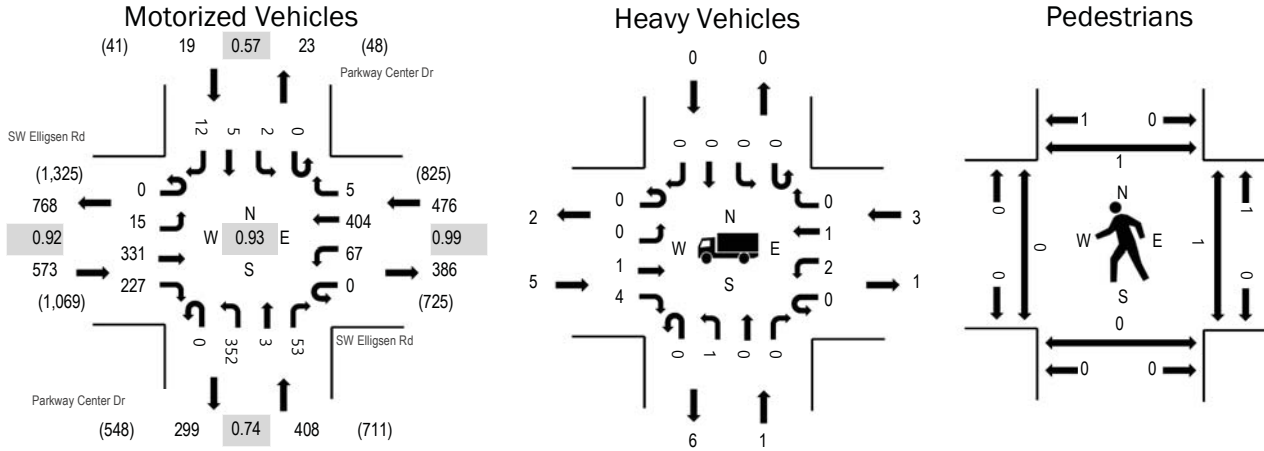 Motorized Vehicles
Heavy Vehicles
Pedestrians
(41) 19 0.57 23 (48)
Parkway Center Dr
SW Elligsen Rd
12 5 2 0
(1,325)
768
0.92
573
(1,069)
0
15
331
227
N
W 0.93 E
S
5
404
67
0
(825)
476
0.99
386
(725)
0 352 3 53
SW Elligsen Rd
Parkway Center Dr
(548) 299 0.74 408 (711)
0 0
0 0 0 0
2
5
0
0
1
4
N
W E
S
0
1
2
0
3
1
0 1 0 0
6 1
1 0
1
0
0
0
N
W E
S
1
1
0
0
0 0